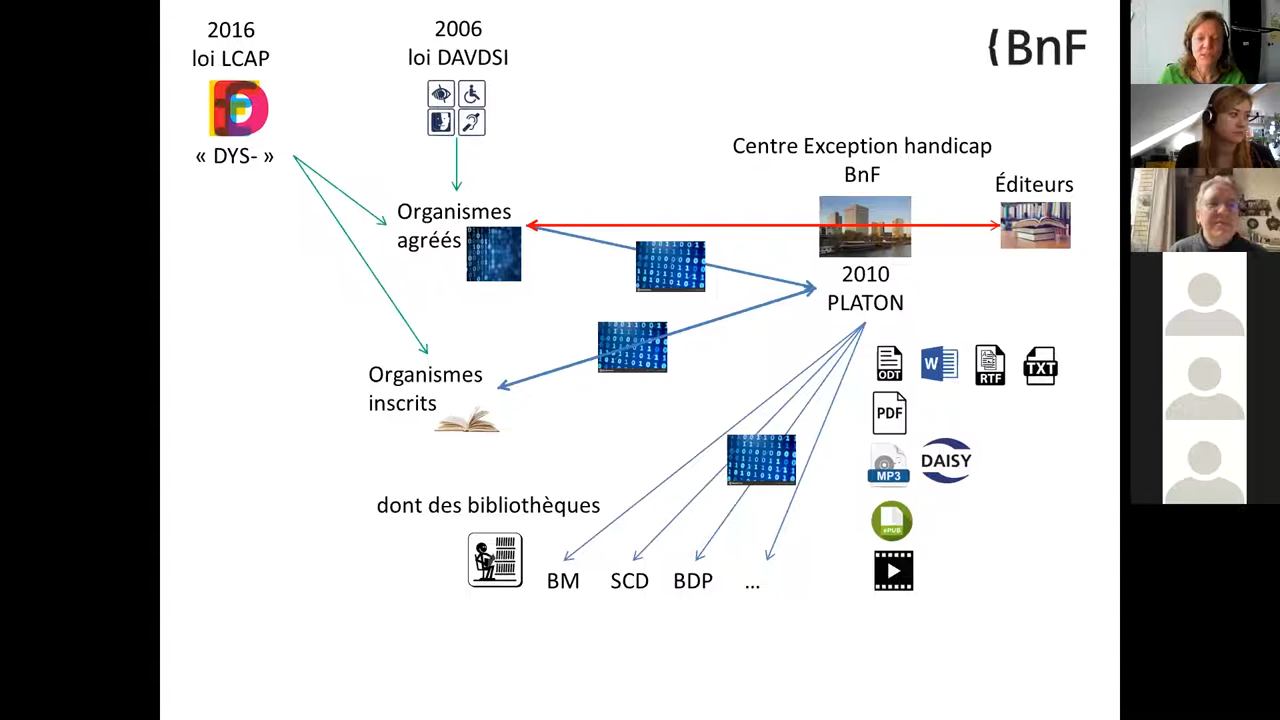 2016
loi LCAP
« DYS- »
2006
loi DAVDSI
{BnF
Centre Exception handicap
BnF
Éditeurs
Organismes
agréés
2010
PLATON
Organismes
inscrits
ODT
W
RTF
TXT
PDF
MP3
DAISY
ePUB
dont des bibliothèques
BM
SCD
BDP
...